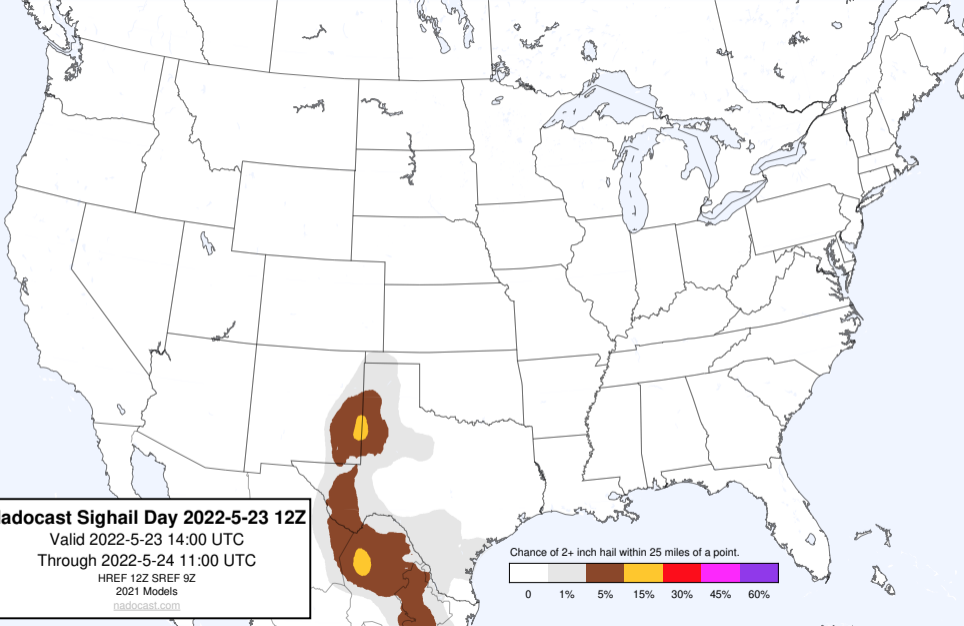 adocast Sighail Day 2022-5-23 12Z
Valid 2022-5-23 14:00 UTC
Through 2022-5-24 11:00 UTC
HREF 12Z SREF 9Z
2021 Models
nadocast.com
Chance of 2+ inch hail within 25 miles of a point.
0 1% 5% 15% 30% 45% 60%